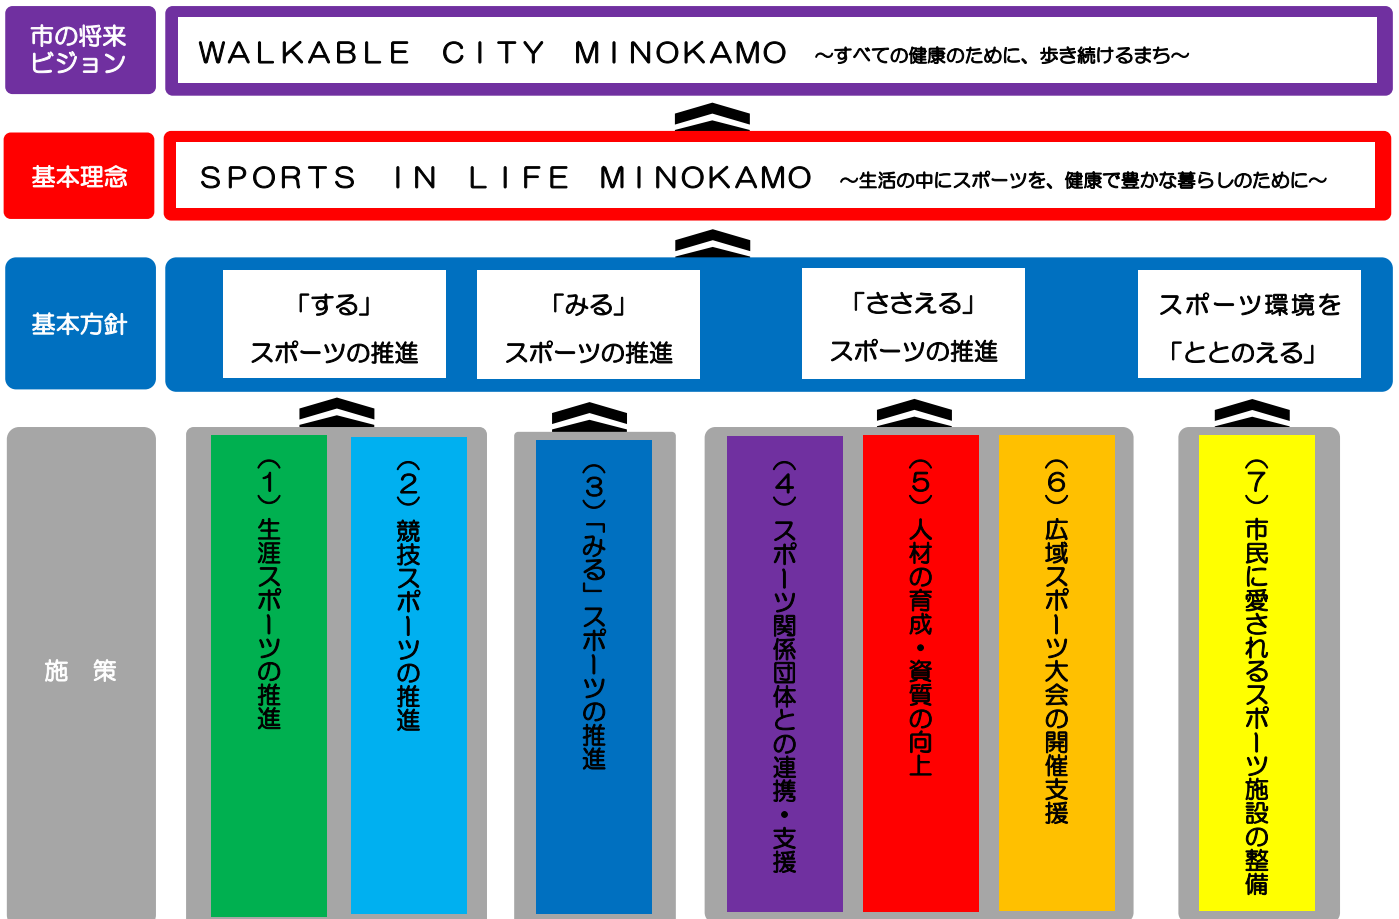 市の将来
ビジョン
ＷＡＬＫＡＢＬＥ　ＣＩＴＹ　ＭＩＮＯＫＡＭＯ　～すべての健康のために、歩き続けるまち～
基本理念
ＳＰＯＲＴＳ　ＩＮ　ＬＩＦＥ　ＭＩＮＯＫＡＭＯ　～生活の中にスポーツを、健康で豊かな暮らしのために～
基本方針
「する」
スポーツの推進
「みる」
スポーツの推進
「ささえる」
スポーツの推進
スポーツ環境を
「ととのえる」
施　策
（１）生涯スポーツの推進
（２）競技スポーツの推進
（３）「みる」スポーツの推進
（４）スポーツ関係団体との連携・支援
（５）人材の育成・資質の向上
（６）広域スポーツ大会の開催支援
（７）市民に愛されるスポーツ施設の整備